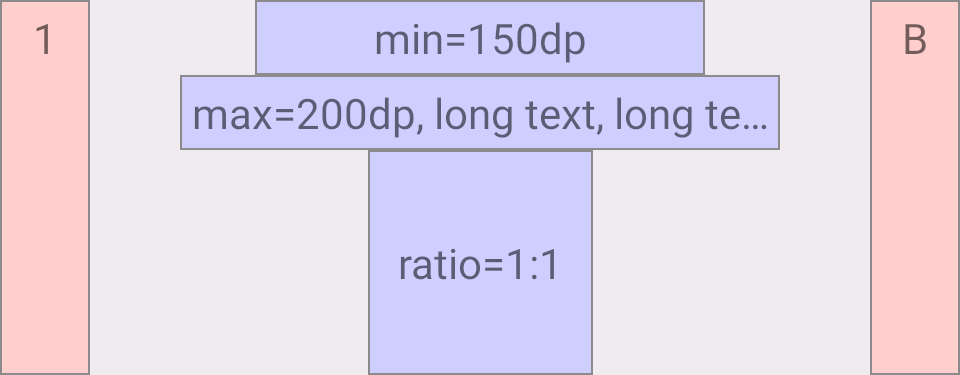 1
min=150dp
B
max=200dp, long text, long te...
ratio=1:1